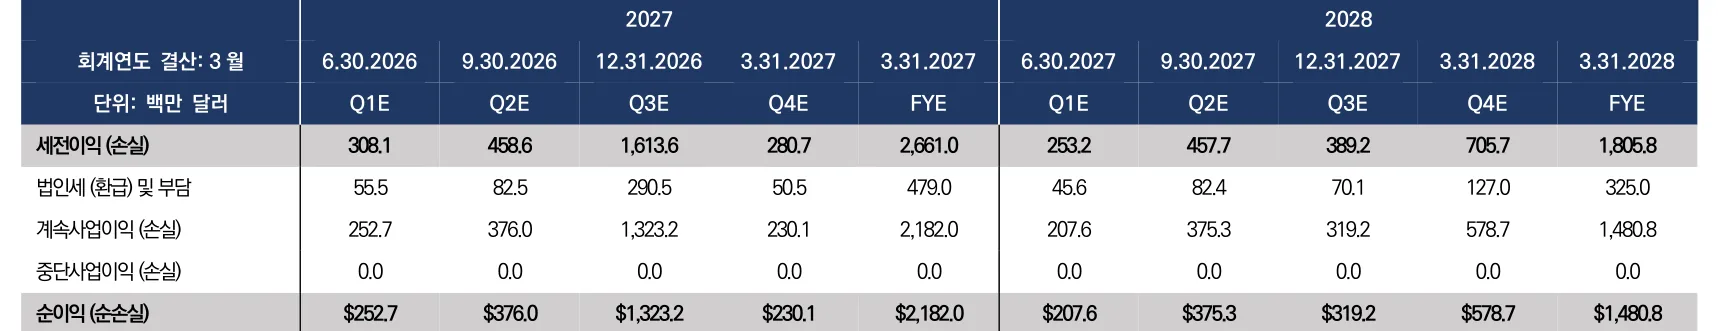 2027 2028
회계연도 결산: 3월 6.30.2026 9.30.2026 12.31.2026 3.31.2027 3.31.2027 6.30.2027 9.30.2027 12.31.2027 3.31.2028 3.31.2028
단위: 백만 달러 Q1E Q2E Q3E Q4E FYE Q1E Q2E Q3E Q4E FYE
세전이익 (손실) 308.1 458.6 1,613.6 280.7 2,661.0 253.2 457.7 389.2 705.7 1,805.8
법인세 (환급) 및 부담 55.5 82.5 290.5 50.5 479.0 45.6 82.4 70.1 127.0 325.0
계속사업이익 (손실) 252.7 376.0 1,323.2 230.1 2,182.0 207.6 375.3 319.2 578.7 1,480.8
중단사업이익 (손실) 0.0 0.0 0.0 0.0 0.0 0.0 0.0 0.0 0.0 0.0
순이익 (순손실) $252.7 $376.0 $1,323.2 $230.1 $2,182.0 $207.6 $375.3 $319.2 $578.7 $1,480.8